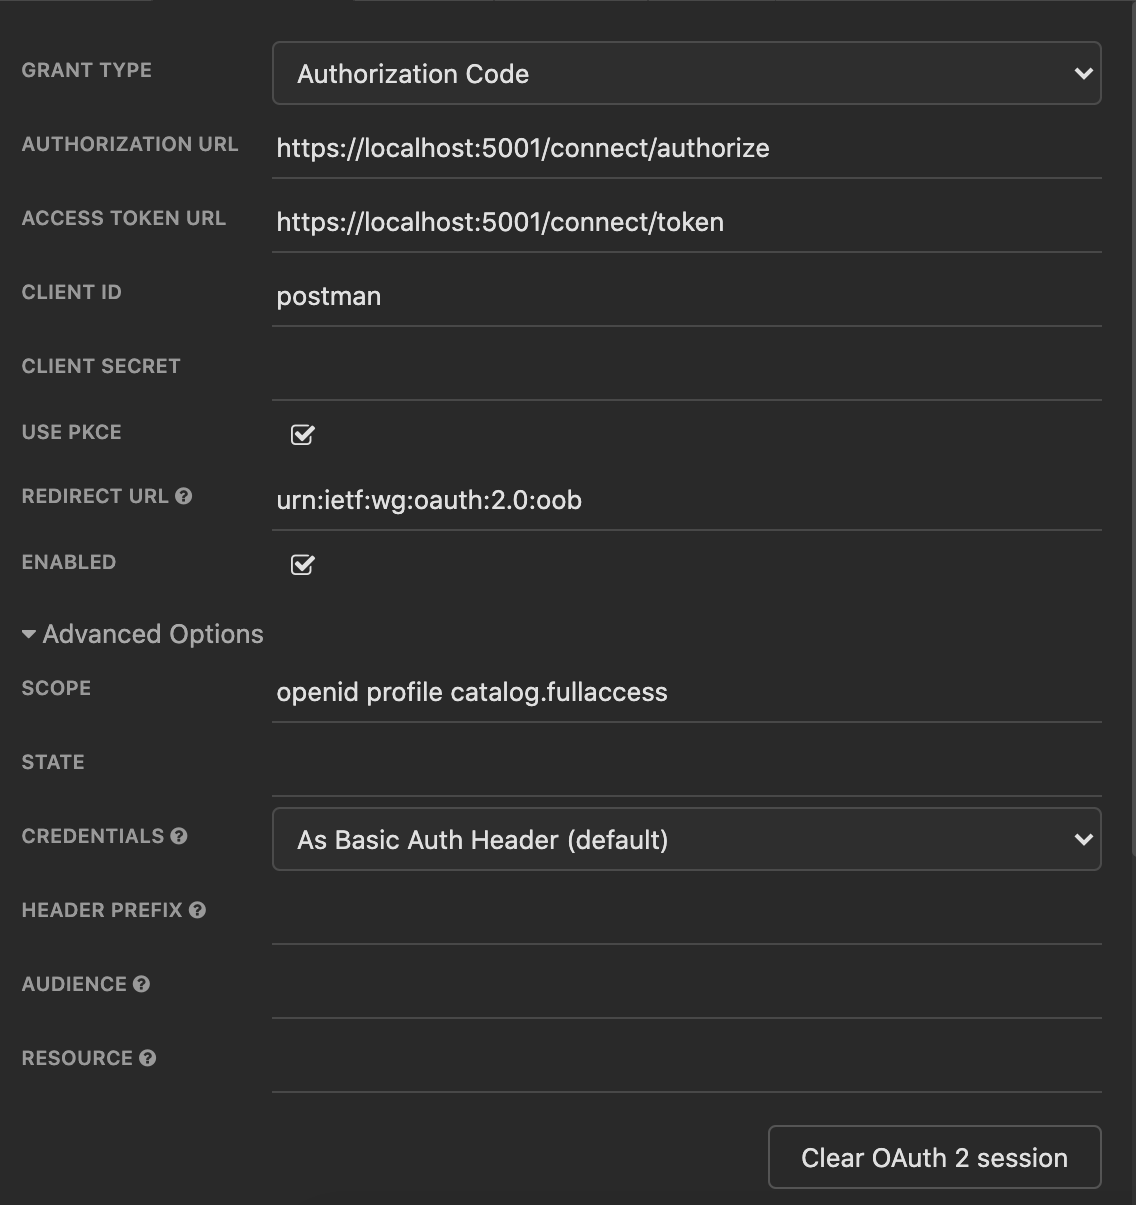 GRANT TYPE
Authorization Code
AUTHORIZATION URL
https://localhost:5001/connect/authorize
ACCESS TOKEN URL
https://localhost:5001/connect/token
CLIENT ID
postman
CLIENT SECRET
USE PKCE
REDIRECT URL
urn:ietf:wg:oauth:2.0:oob
ENABLED
Advanced Options
SCOPE
openid profile catalog.fullaccess
STATE
CREDENTIALS
As Basic Auth Header (default)
HEADER PREFIX
AUDIENCE
RESOURCE
Clear OAuth 2 session